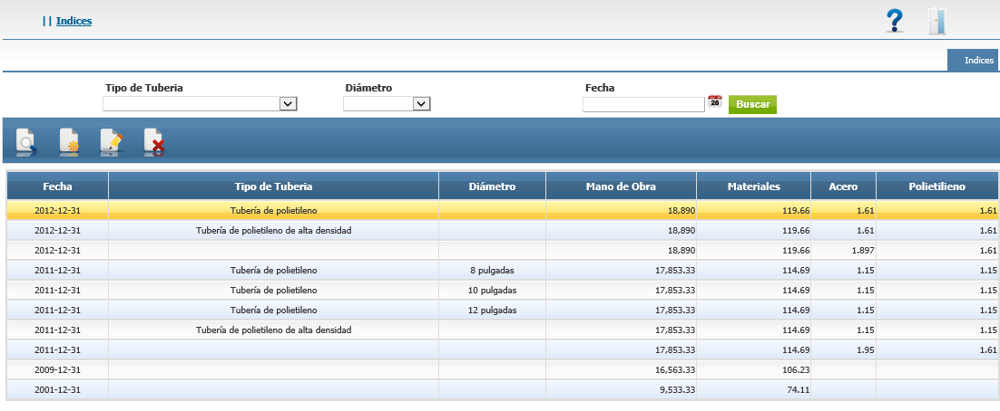 || Indices
Indices
Tipo de Tuberia Diámetro Fecha
28 Buscar
Fecha Tipo de Tuberia Diámetro Mano de Obra Materiales Acero Polietilieno
2012-12-31 Tubería de polietileno 18,890 119.66 1.61 1.61
2012-12-31 Tubería de polietileno de alta densidad 18,890 119.66 1.61 1.61
2012-12-31 18,890 119.66 1.897 1.61
2011-12-31 Tubería de polietileno 8 pulgadas 17,853.33 114.69 1.15 1.15
2011-12-31 Tubería de polietileno 10 pulgadas 17,853.33 114.69 1.15 1.15
2011-12-31 Tubería de polietileno 12 pulgadas 17,853.33 114.69 1.15 1.15
2011-12-31 Tubería de polietileno de alta densidad 17,853.33 114.69 1.15 1.15
2011-12-31 17,853.33 114.69 1.95 1.61
2009-12-31 16,563.33 106.23
2001-12-31 9,533.33 74.11